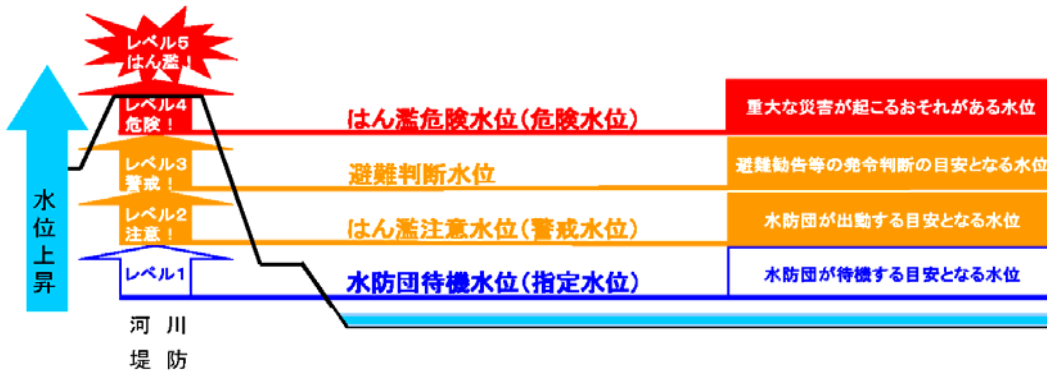 レベル5
はん濫！
レベル4
危険！
はん濫危険水位(危険水位)
重大な災害が起こるおそれがある水位
レベル3
警戒！
避難判断水位
避難勧告等の発令判断の目安となる水位
レベル2
注意！
はん濫注意水位(警戒水位)
水防団が出動する目安となる水位
レベル1
水防団待機水位(指定水位)
水防団が待機する目安となる水位
水位上昇
河川
堤防